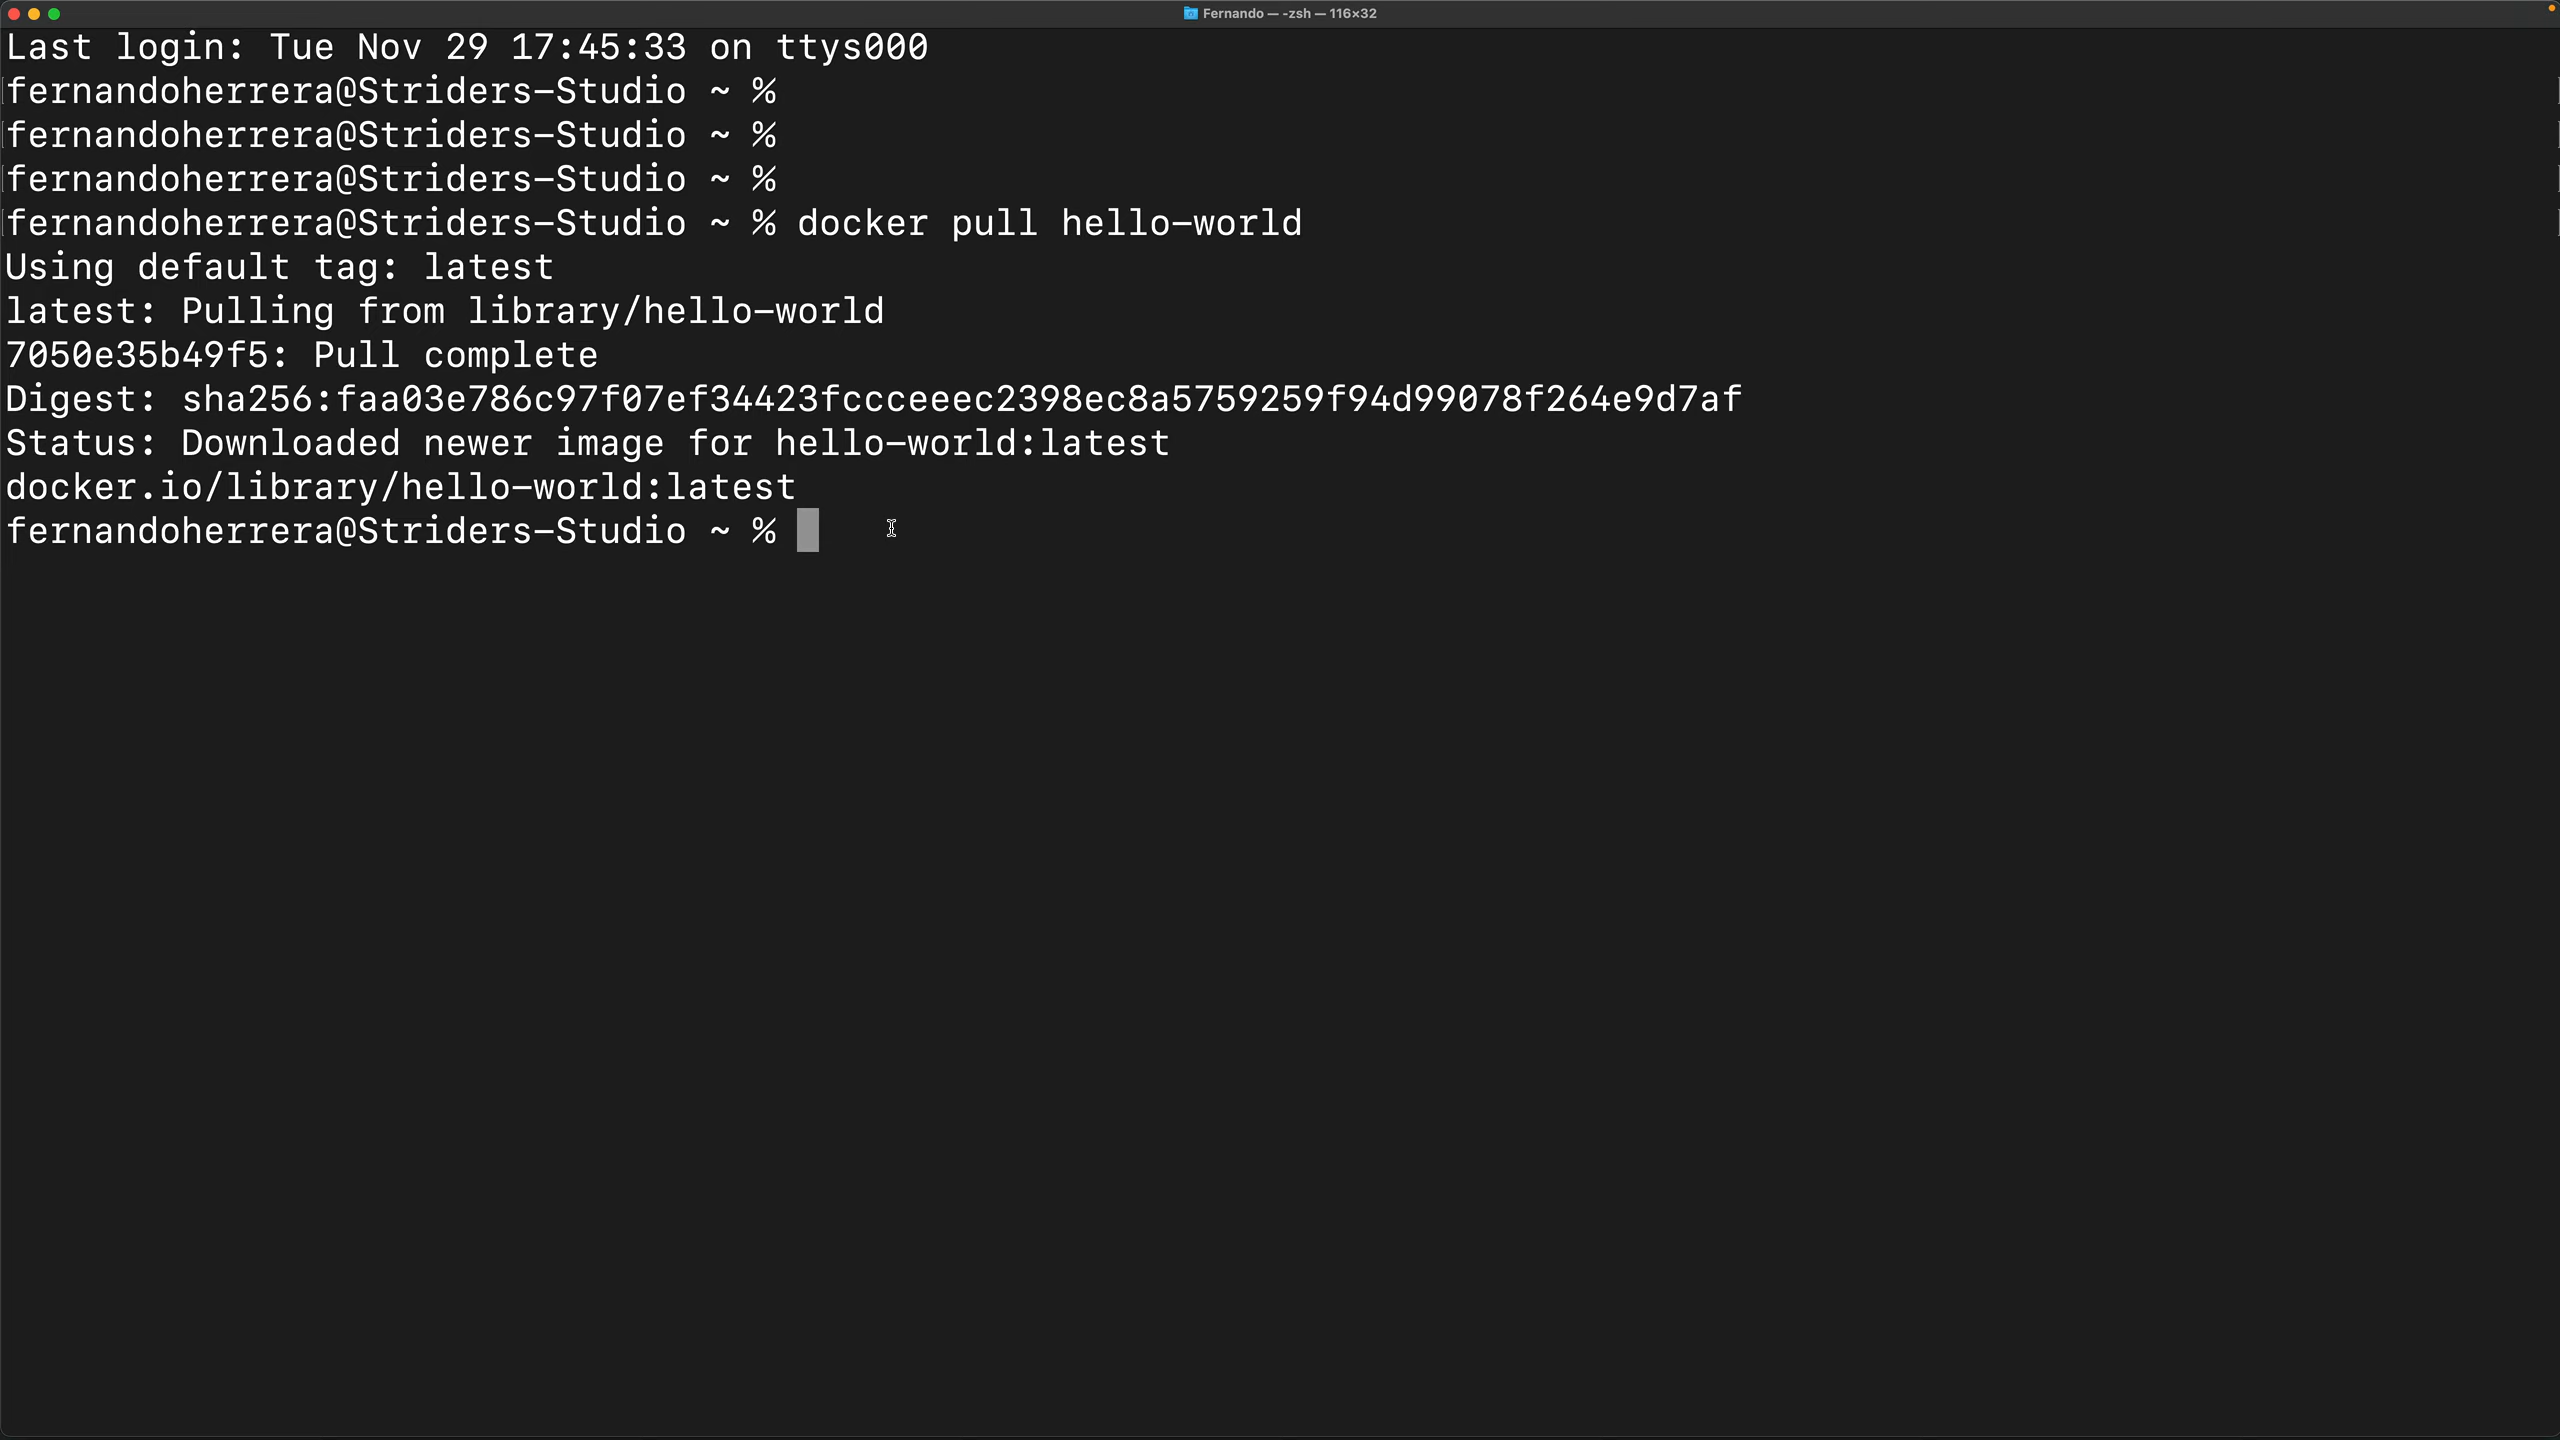 Fernando — -zsh — 116×32
Last login: Tue Nov 29 17:45:33 on ttys000
fernandoherrera@Striders-Studio ~ %
fernandoherrera@Striders-Studio ~ %
fernandoherrera@Striders-Studio ~ %
fernandoherrera@Striders-Studio ~ % docker pull hello-world
Using default tag: latest
latest: Pulling from library/hello-world
7050e35b49f5: Pull complete
Digest: sha256:faa03e786c97f07ef34423fccceeec2398ec8a5759259f94d99078f264e9d7af
Status: Downloaded newer image for hello-world:latest
docker.io/library/hello-world:latest
fernandoherrera@Striders-Studio ~ %